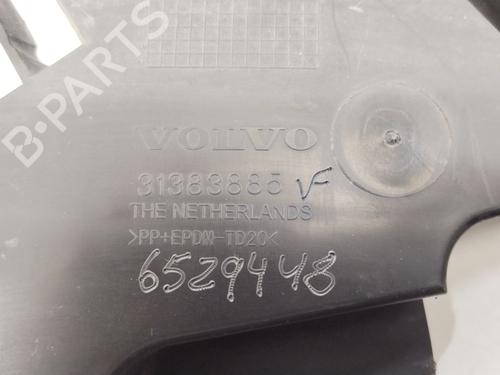 B-PARTS
VOLVO
31383885 VF
THE NETHERLANDS
>PP+EPDM-TD20<
6529448